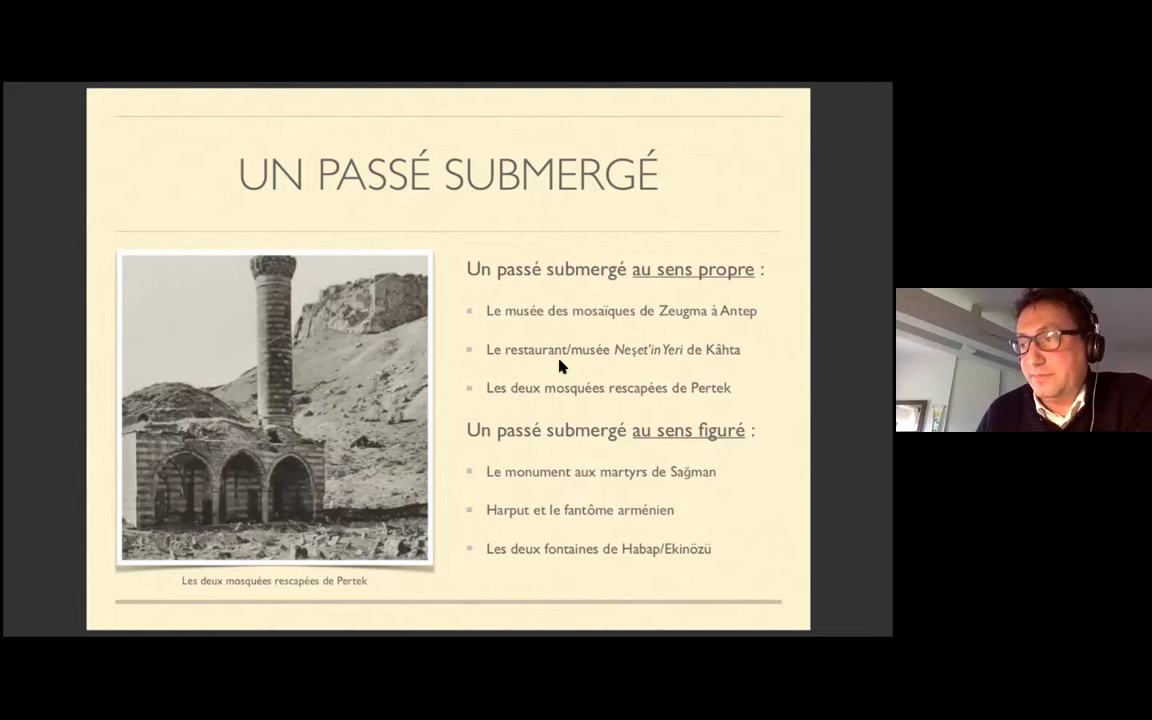 UN PASSÉ SUBMERGÉ
Un passé submergé au sens propre :
Le musée des mosaïques de Zeugma à Antep
Le restaurant/musée Neşet'in Yeri de Kâhta
Les deux mosquées rescapées de Pertek
Un passé submergé au sens figuré :
Le monument aux martyrs de Sağman
Harput et le fantôme arménien
Les deux fontaines de Habap/Ekinözü
Les deux mosquées rescapées de Pertek